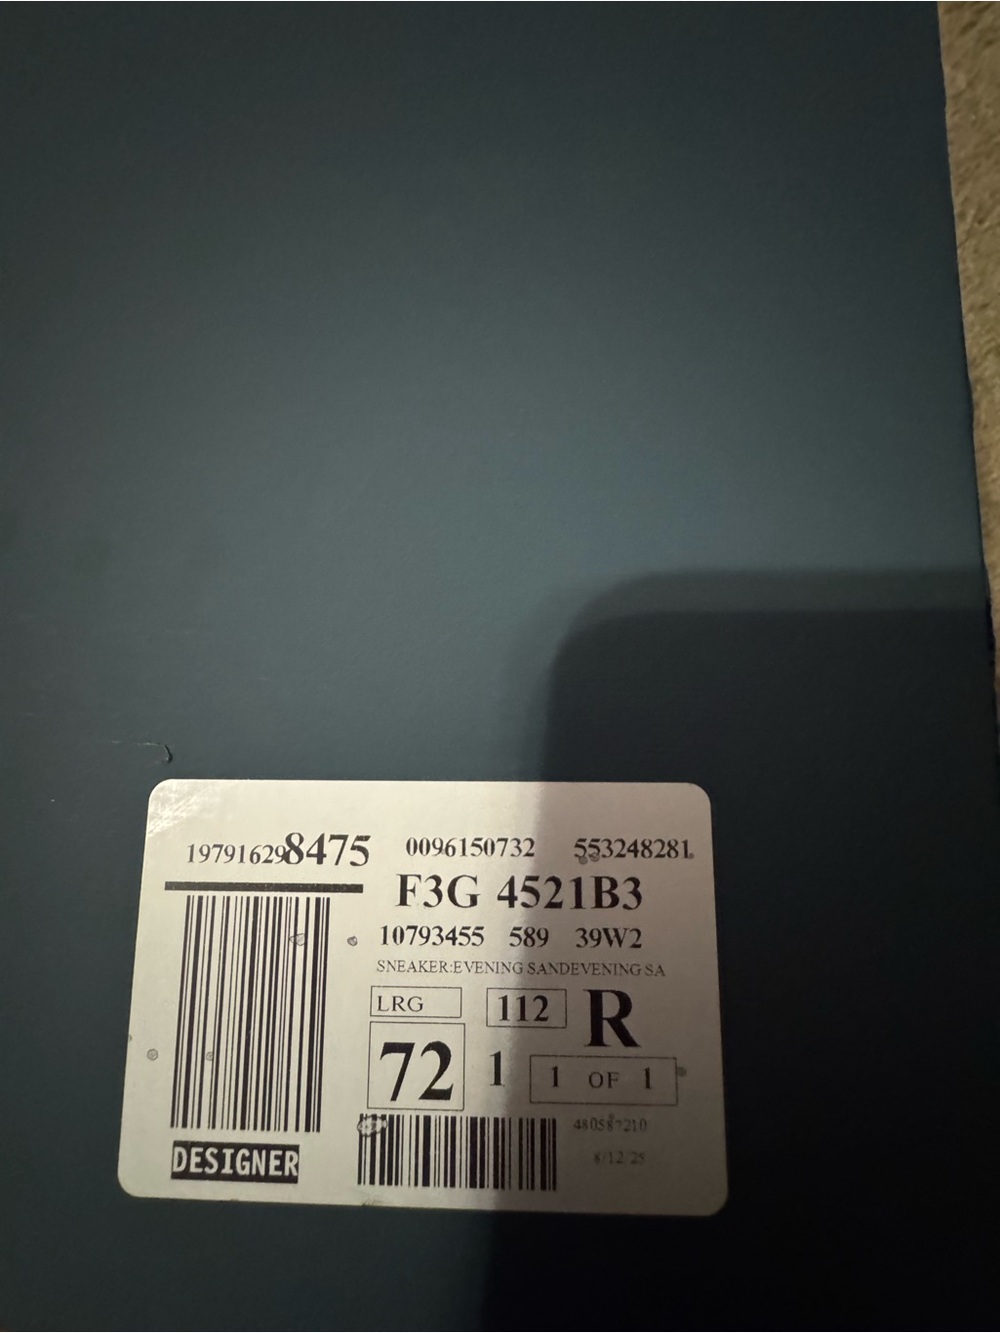 197916298475 0096150732 553248281
F3G 4521B3
10793455 589 39W2
SNEAKER:EVENING SANDEVENING SA
LRG 112 R
72 1 1 OF 1
480587210
8/12/25
DESIGNER